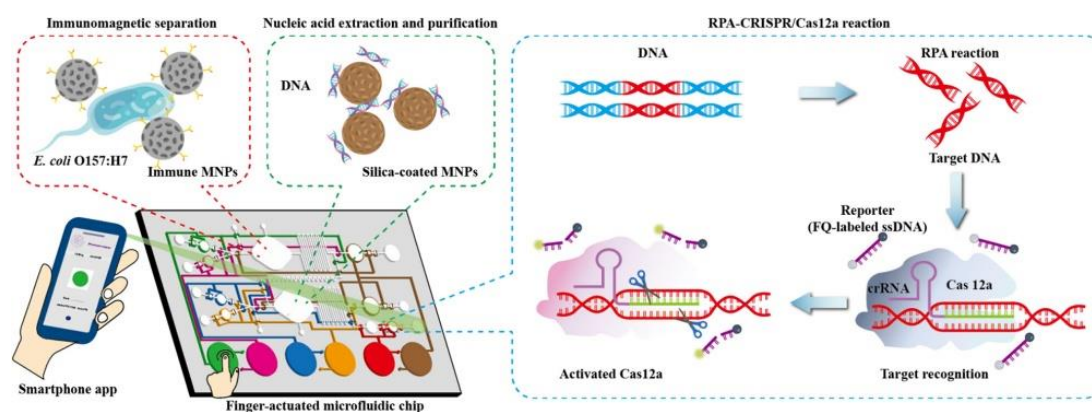 Immunomagnetic separation
Nucleic acid extraction and purification
RPA-CRISPR/Cas12a reaction
DNA
E. coli O157:H7
Immune MNPs
Silica-coated MNPs
DNA
RPA reaction
Target DNA
Reporter
(FQ-labeled ssDNA)
crRNA
Cas 12a
Activated Cas12a
Target recognition
Smartphone app
Finger-actuated microfluidic chip